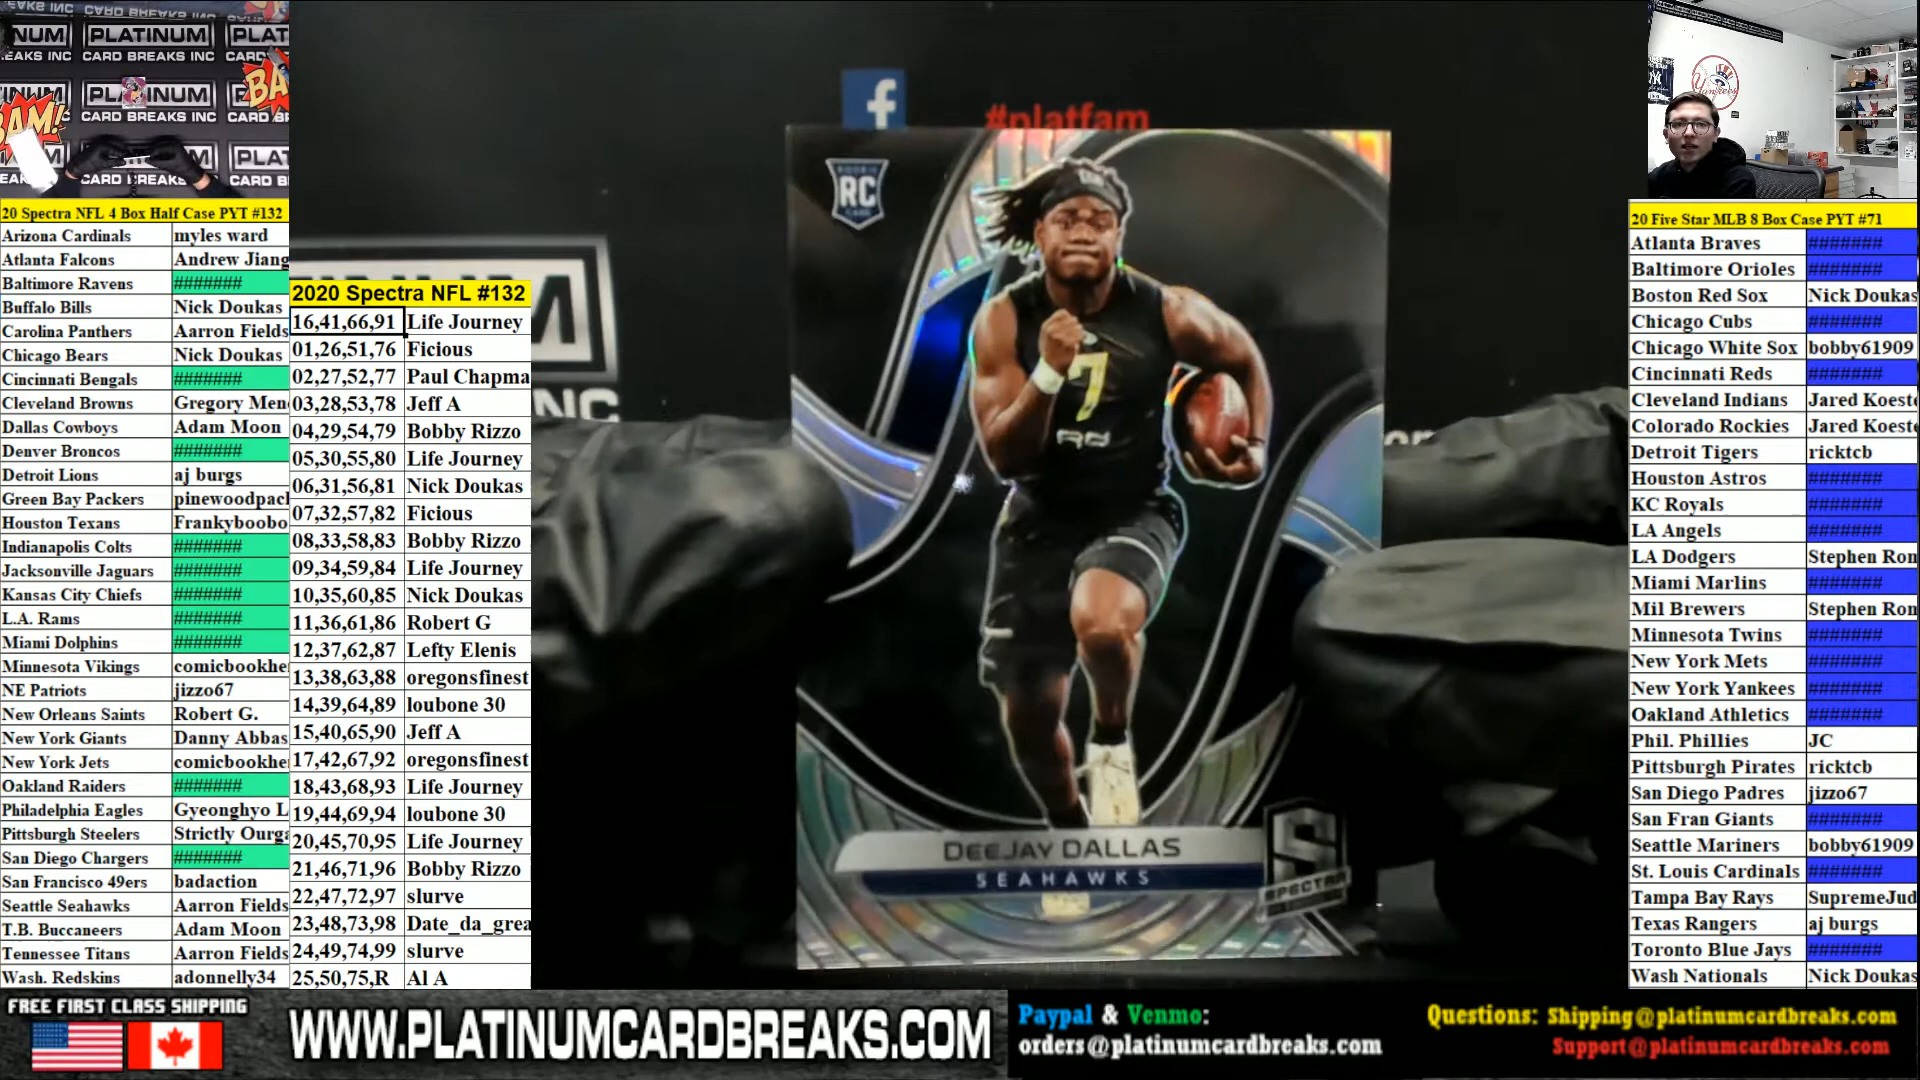 PLATINUM
CARD BREAKS INC
20 Spectra NFL 4 Box Half Case PYT #132
Arizona Cardinals myles ward
Atlanta Falcons Andrew Jiang
Baltimore Ravens #######
Buffalo Bills Nick Doukas
Carolina Panthers Aarron Fields
Chicago Bears Nick Doukas
Cincinnati Bengals #######
Cleveland Browns Gregory Men
Dallas Cowboys Adam Moon
Denver Broncos #######
Detroit Lions aj burgs
Green Bay Packers pinewoodpac
Houston Texans Frankyboobo
Indianapolis Colts #######
Jacksonville Jaguars #######
Kansas City Chiefs #######
L.A. Rams #######
Miami Dolphins #######
Minnesota Vikings comicbookhe
NE Patriots jizzo67
New Orleans Saints Robert G.
New York Giants Danny Abbas
New York Jets comicbookhe
Oakland Raiders #######
Philadelphia Eagles Gyeonghyo L
Pittsburgh Steelers Strictly Ourga
San Diego Chargers #######
San Francisco 49ers badaction
Seattle Seahawks Aarron Fields
T.B. Buccaneers Adam Moon
Tennessee Titans Aarron Fields
Wash. Redskins adonnelly34
2020 Spectra NFL #132
16,41,66,91 Life Journey
01,26,51,76 Ficious
02,27,52,77 Paul Chapma
03,28,53,78 Jeff A
04,29,54,79 Bobby Rizzo
05,30,55,80 Life Journey
06,31,56,81 Nick Doukas
07,32,57,82 Ficious
08,33,58,83 Bobby Rizzo
09,34,59,84 Life Journey
10,35,60,85 Nick Doukas
11,36,61,86 Robert G
12,37,62,87 Lefty Elenis
13,38,63,88 oregonsfinest
14,39,64,89 loubone 30
15,40,65,90 Jeff A
17,42,67,92 oregonsfinest
18,43,68,93 Life Journey
19,44,69,94 loubone 30
20,45,70,95 Life Journey
21,46,71,96 Bobby Rizzo
22,47,72,97 slurve
23,48,73,98 Date_da_grea
24,49,74,99 slurve
25,50,75,R Al A
f
#platfam
ROOKIE
RC
CARD
7
DEEJAY DALLAS
SEAHAWKS
S
SPECTRA
INC
Yankees
20 Five Star MLB 8 Box Case PYT #71
Atlanta Braves #######
Baltimore Orioles #######
Boston Red Sox Nick Doukas
Chicago Cubs #######
Chicago White Sox bobby61909
Cincinnati Reds #######
Cleveland Indians Jared Koest
Colorado Rockies Jared Koest
Detroit Tigers ricktcb
Houston Astros #######
KC Royals #######
LA Angels #######
LA Dodgers Stephen Ron
Miami Marlins #######
Mil Brewers Stephen Ron
Minnesota Twins #######
New York Mets #######
New York Yankees #######
Oakland Athletics #######
Phil. Phillies JC
Pittsburgh Pirates ricktcb
San Diego Padres jizzo67
San Fran Giants #######
Seattle Mariners bobby61909
St. Louis Cardinals #######
Tampa Bay Rays SupremeJud
Texas Rangers aj burgs
Toronto Blue Jays #######
Wash Nationals Nick Doukas
FREE FIRST CLASS SHIPPING
WWW.PLATINUMCARDBREAKS.COM
Paypal & Venmo:
orders@platinumcardbreaks.com
Questions: Shipping@platinumcardbreaks.com
Support@platinumcardbreaks.com